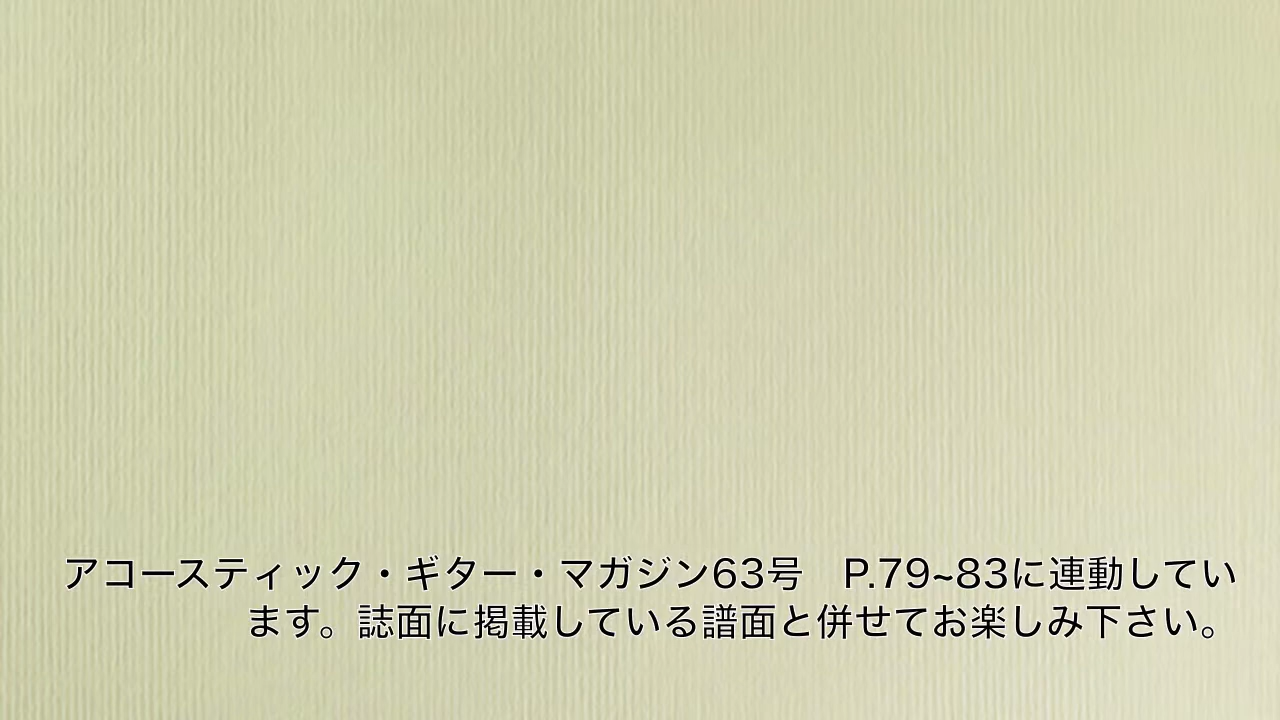 アコースティック・ギター・マガジン63号　P.79~83に連動してい
ます。誌面に掲載している譜面と併せてお楽しみ下さい。